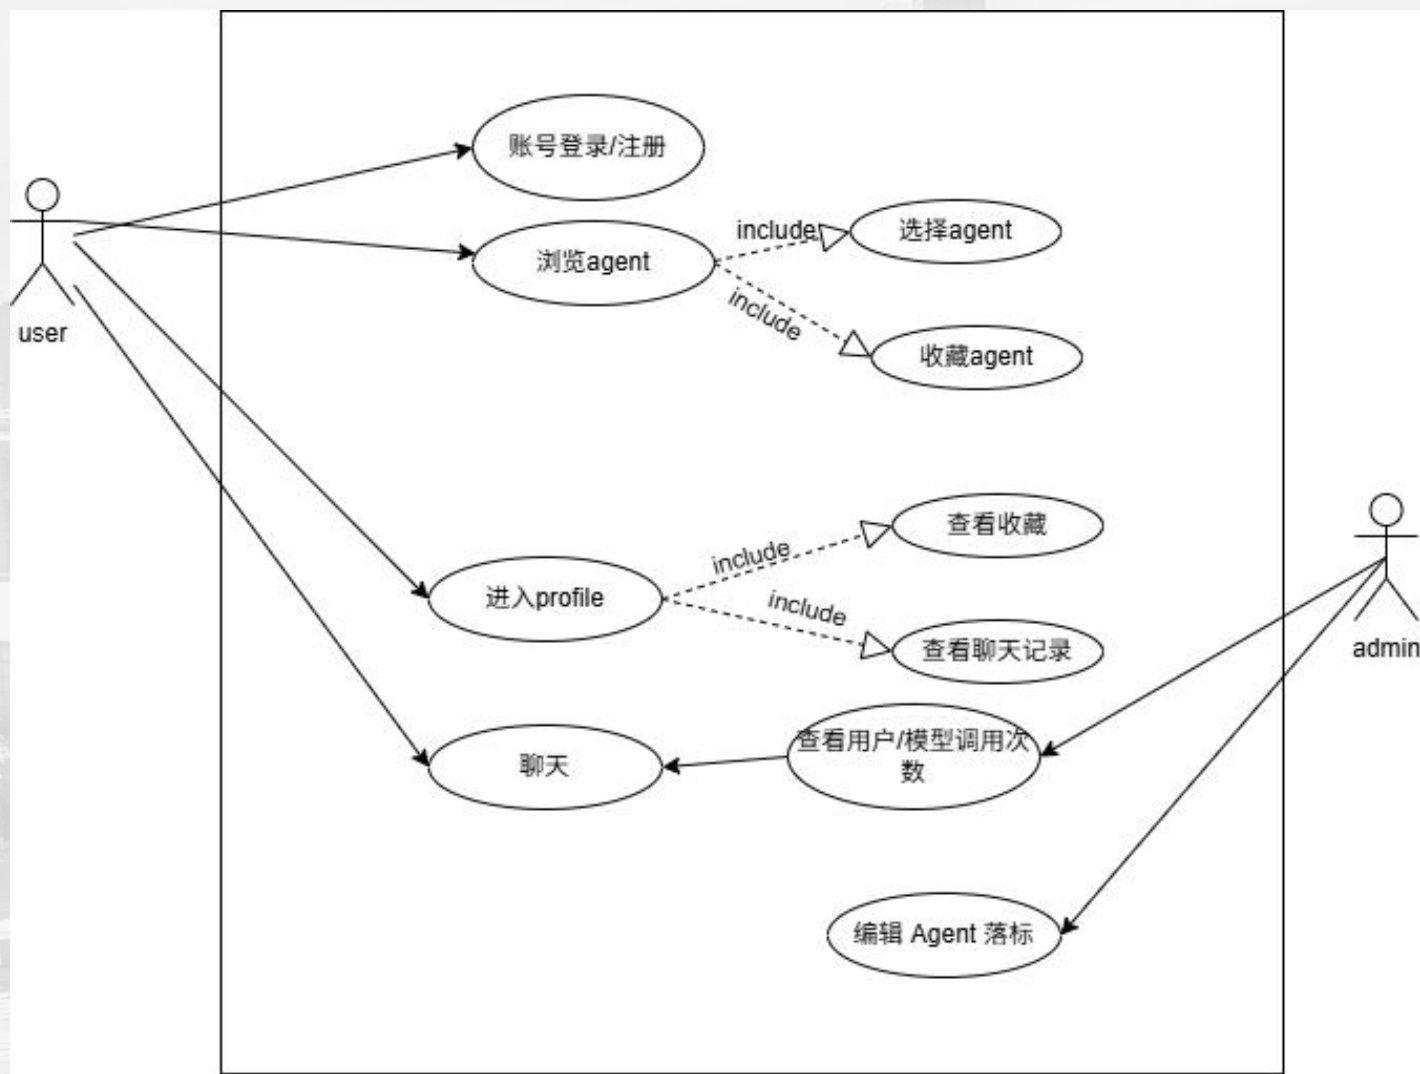 账号登录/注册
include
选择agent
浏览agent
include
user
收藏agent
查看收藏
include
进入profile
include
查看聊天记录
admin
查看用户/模型调用次
数
聊天
编辑 Agent 落标